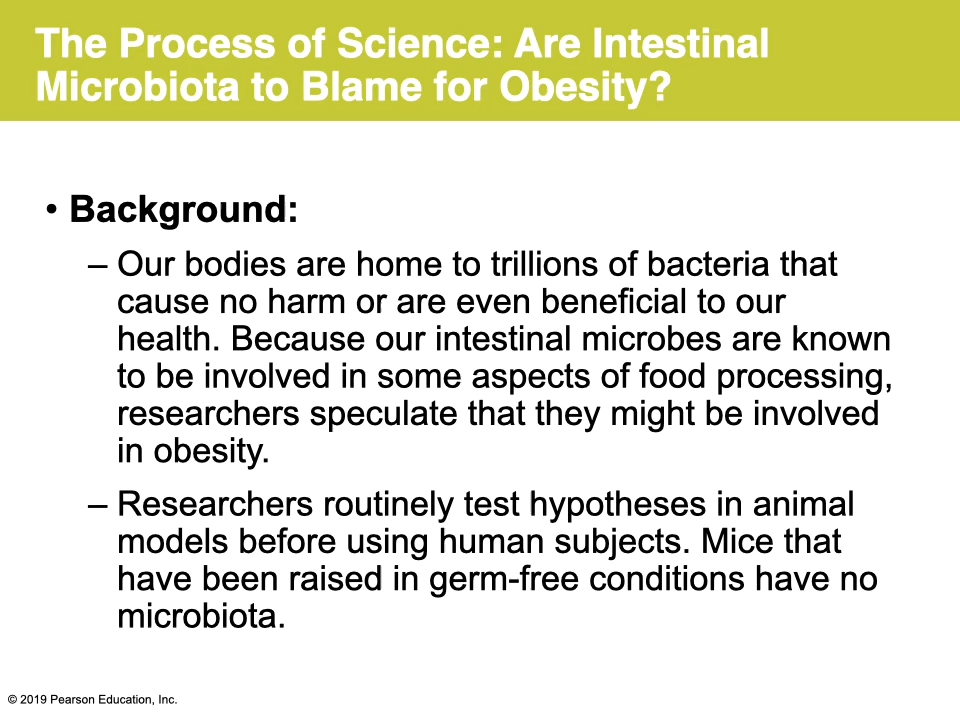 The Process of Science: Are Intestinal
Microbiota to Blame for Obesity?
• Background:
– Our bodies are home to trillions of bacteria that
cause no harm or are even beneficial to our
health. Because our intestinal microbes are known
to be involved in some aspects of food processing,
researchers speculate that they might be involved
in obesity.
– Researchers routinely test hypotheses in animal
models before using human subjects. Mice that
have been raised in germ-free conditions have no
microbiota.
© 2019 Pearson Education, Inc.